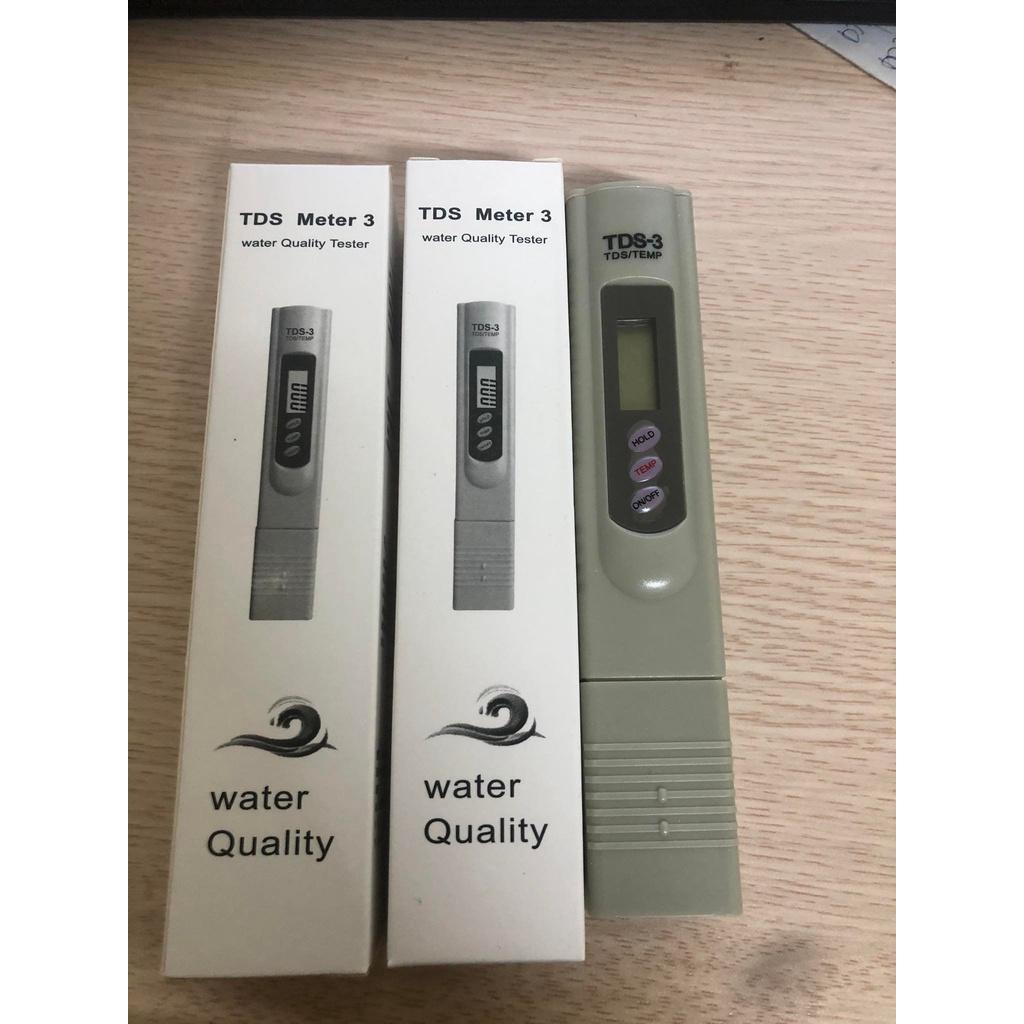 TDS Meter 3
water Quality Tester
TDS-3
TDS/TEMP
water
Quality
TDS Meter 3
water Quality Tester
TDS-3
TDS/TEMP
water
Quality
TDS-3
TDS/TEMP
HOLD
TEMP
ON/OFF